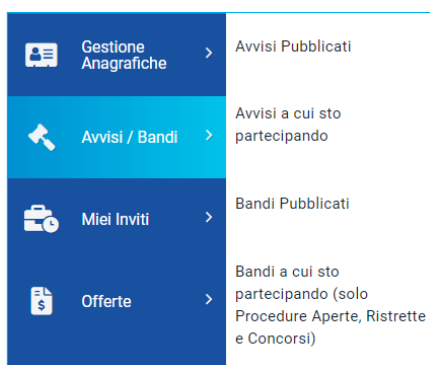 Gestione
Anagrafiche
Avvisi / Bandi
Miei Inviti
Offerte
Avvisi Pubblicati
Avvisi a cui sto
partecipando
Bandi Pubblicati
Bandi a cui sto
partecipando (solo
Procedure Aperte, Ristrette
e Concorsi)